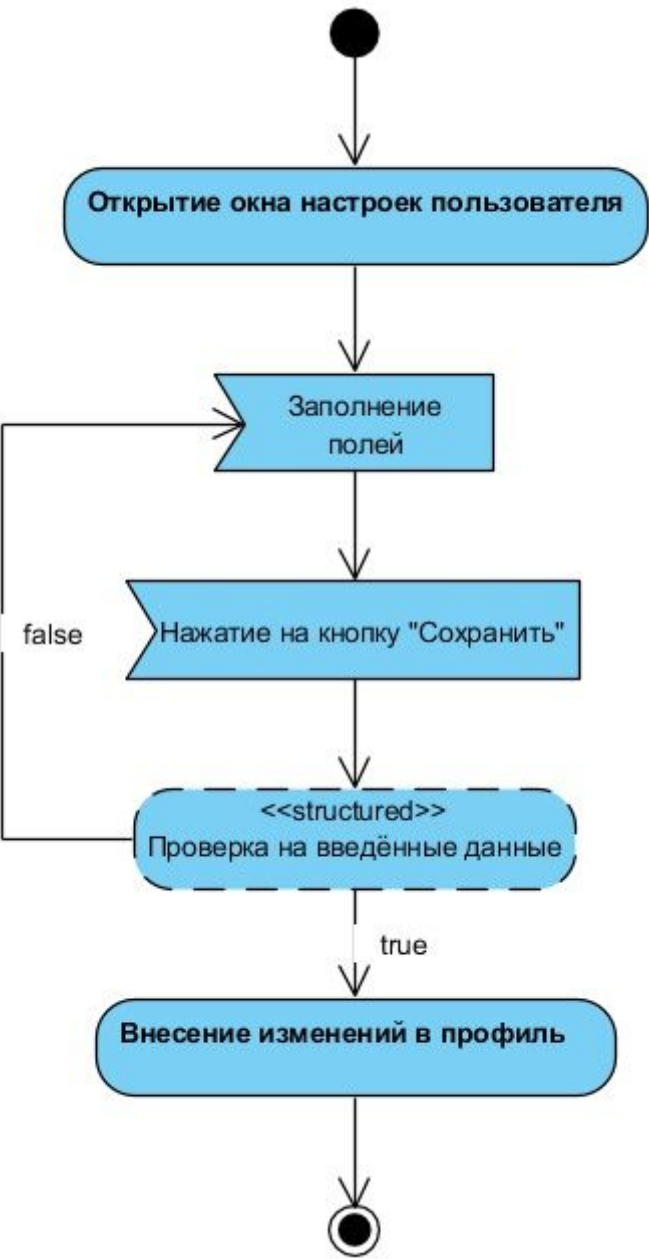 Открытие окна настроек пользователя
Заполнение
полей
false
Нажатие на кнопку "Сохранить"
<<structured>>
Проверка на введённые данные
true
Внесение изменений в профиль